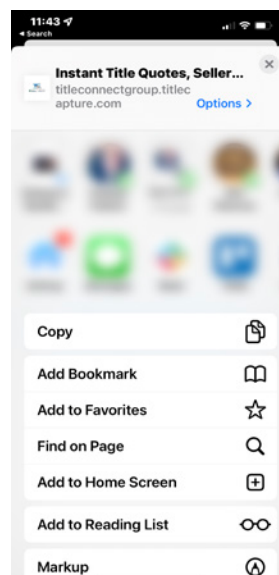 11:43
Search
Instant Title Quotes, Seller...
titleconnectgroup.titlec
apture.com
Options >
Copy
Add Bookmark
Add to Favorites
Find on Page
Add to Home Screen
Add to Reading List
Markup